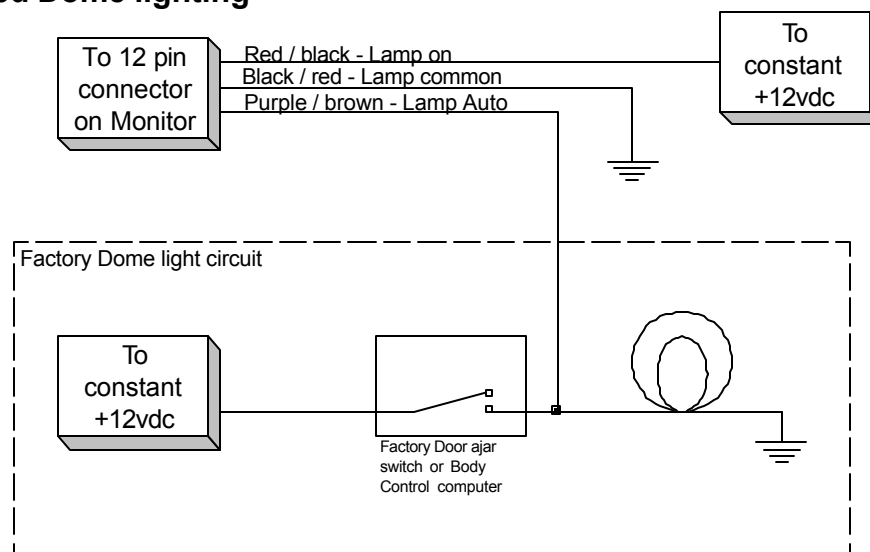 Dome lighting
To 12 pin
connector
on Monitor
Red / black - Lamp on
Black / red - Lamp common
Purple / brown - Lamp Auto
To
constant
+12vdc
Factory Dome light circuit
To
constant
+12vdc
Factory Door ajar
switch or Body
Control computer